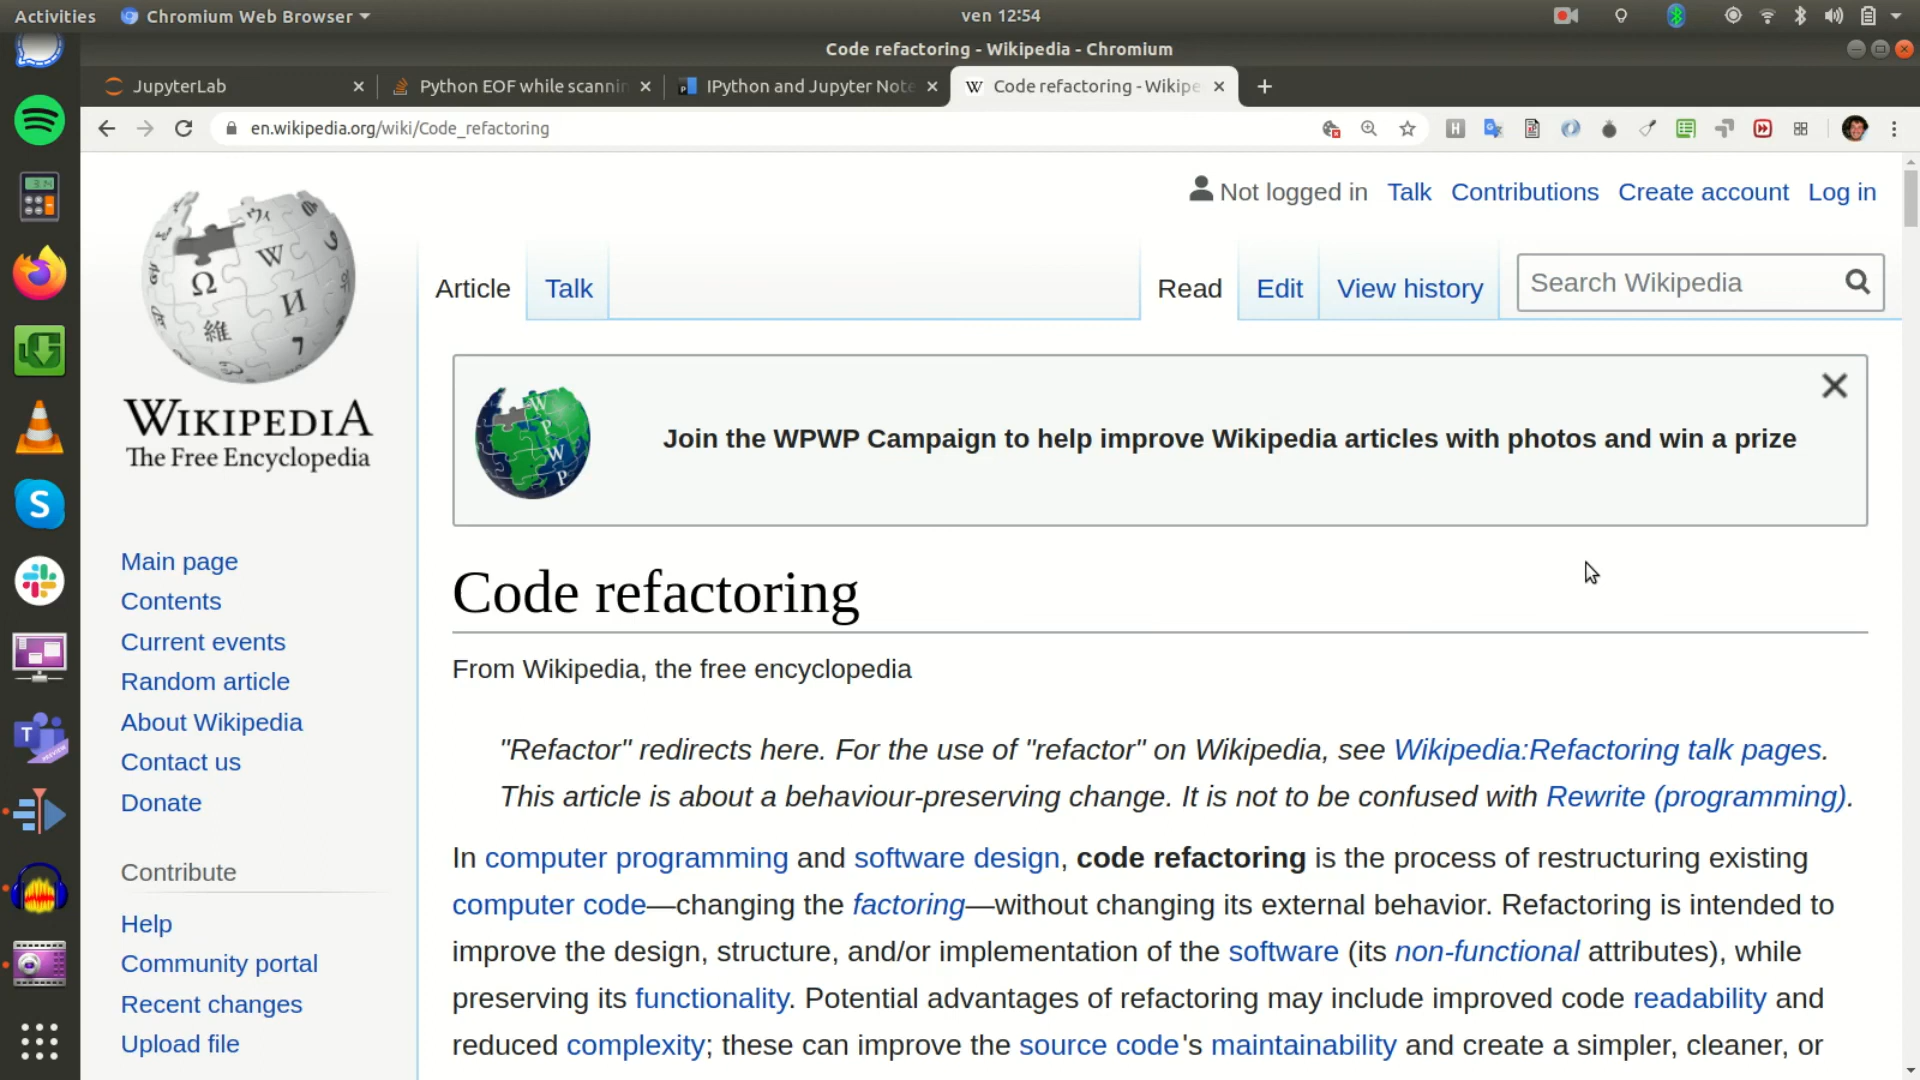 Activities Chromium Web Browser ven 12:54
Code refactoring - Wikipedia - Chromium
JupyterLab Python EOF while scannin IPython and Jupyter Note Code refactoring - Wikipe
en.wikipedia.org/wiki/Code_refactoring
Not logged in Talk Contributions Create account Log in
Article Talk Read Edit View history Search Wikipedia
WIKIPEDIA
The Free Encyclopedia
Join the WPWP Campaign to help improve Wikipedia articles with photos and win a prize
Main page
Contents
Current events
Random article
About Wikipedia
Contact us
Donate
Contribute
Help
Community portal
Recent changes
Upload file
Code refactoring
From Wikipedia, the free encyclopedia
"Refactor" redirects here. For the use of "refactor" on Wikipedia, see Wikipedia:Refactoring talk pages.
This article is about a behaviour-preserving change. It is not to be confused with Rewrite (programming).
In computer programming and software design, code refactoring is the process of restructuring existing
computer code—changing the factoring—without changing its external behavior. Refactoring is intended to
improve the design, structure, and/or implementation of the software (its non-functional attributes), while
preserving its functionality. Potential advantages of refactoring may include improved code readability and
reduced complexity; these can improve the source code's maintainability and create a simpler, cleaner, or